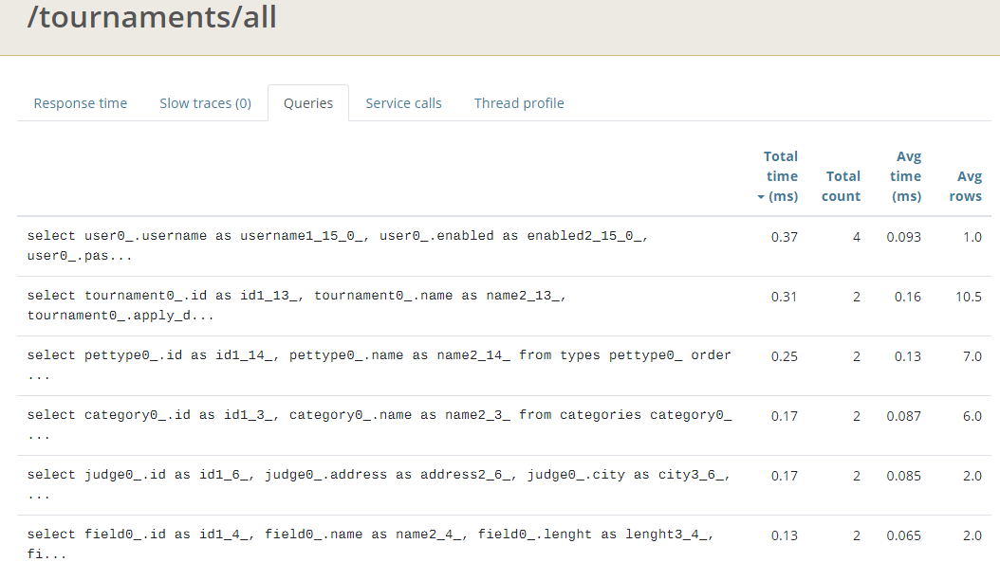 /tournaments/all
Response time Slow traces (0) Queries Service calls Thread profile
Total Avg
time Total time Avg
(ms) count (ms) rows
select user0_.username as username1_15_0_, user0_.enabled as enabled2_15_0_, 0.37 4 0.093 1.0
user0_.pas...
select tournament0_.id as id1_13_, tournament0_.name as name2_13_, 0.31 2 0.16 10.5
tournament0_.apply_d...
select pettype0_.id as id1_14_, pettype0_.name as name2_14_ from types pettype0_ order 0.25 2 0.13 7.0
...
select category0_.id as id1_3_, category0_.name as name2_3_ from categories category0_ 0.17 2 0.087 6.0
...
select judge0_.id as id1_6_, judge0_.address as address2_6_, judge0_.city as city3_6_, 0.17 2 0.085 2.0
...
select field0_.id as id1_4_, field0_.name as name2_4_, field0_.lenght as lenght3_4_, 0.13 2 0.065 2.0
fi...